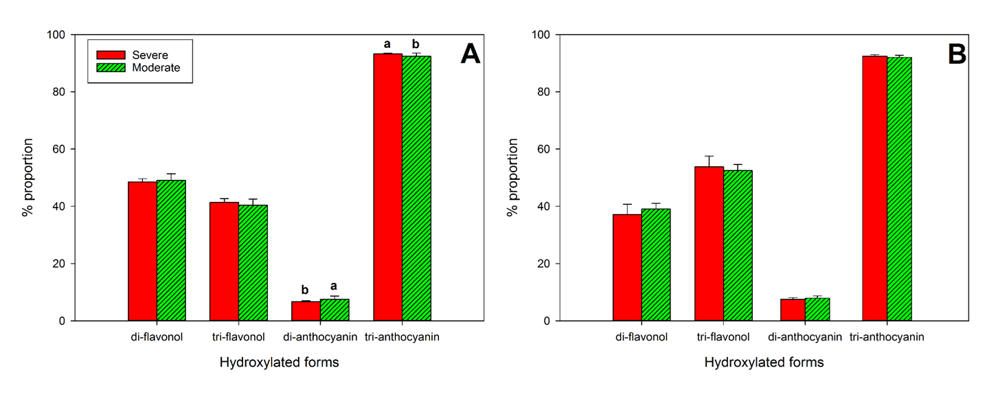 100
80
60
40
20
0
% proportion
Severe
Moderate
a
b
b
a
A
di-flavonol
tri-flavonol
di-anthocyanin
tri-anthocyanin
Hydroxylated forms
100
80
60
40
20
0
% proportion
B
di-flavonol
tri-flavonol
di-anthocyanin
tri-anthocyanin
Hydroxylated forms